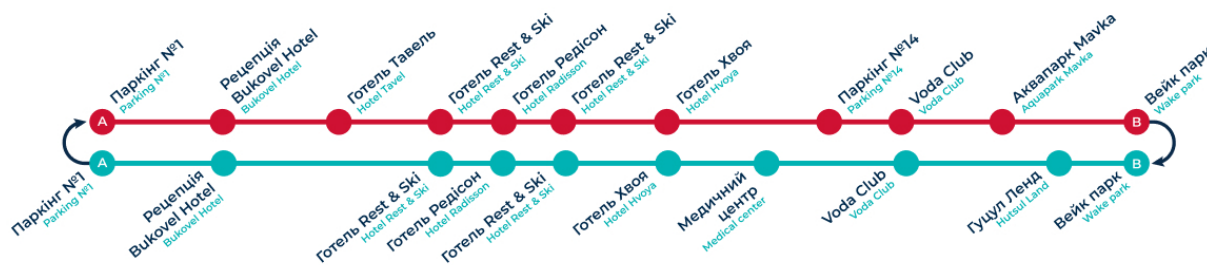 Паркінг №1
Parking №1
Рецепція
Bukovel Hotel
Bukovel Hotel
Готель Тавель
Hotel Tavel
Готель Rest & Ski
Hotel Rest & Ski
Готель Редісон
Hotel Radisson
Готель Rest & Ski
Hotel Rest & Ski
Готель Хвоя
Hotel Hvoya
Паркінг №14
Parking №14
Voda Club
Voda Club
Аквапарк Mavka
Aquapark Mavka
Вейк парк
Wake park
A
B
A
B
Паркінг №1
Parking №1
Рецепція
Bukovel Hotel
Bukovel Hotel
Готель Rest & Ski
Hotel Rest & Ski
Готель Редісон
Hotel Radisson
Готель Rest & Ski
Hotel Rest & Ski
Готель Хвоя
Hotel Hvoya
Медичний
центр
Medical center
Voda Club
Voda Club
Гуцул Ленд
Hutsul Land
Вейк парк
Wake park